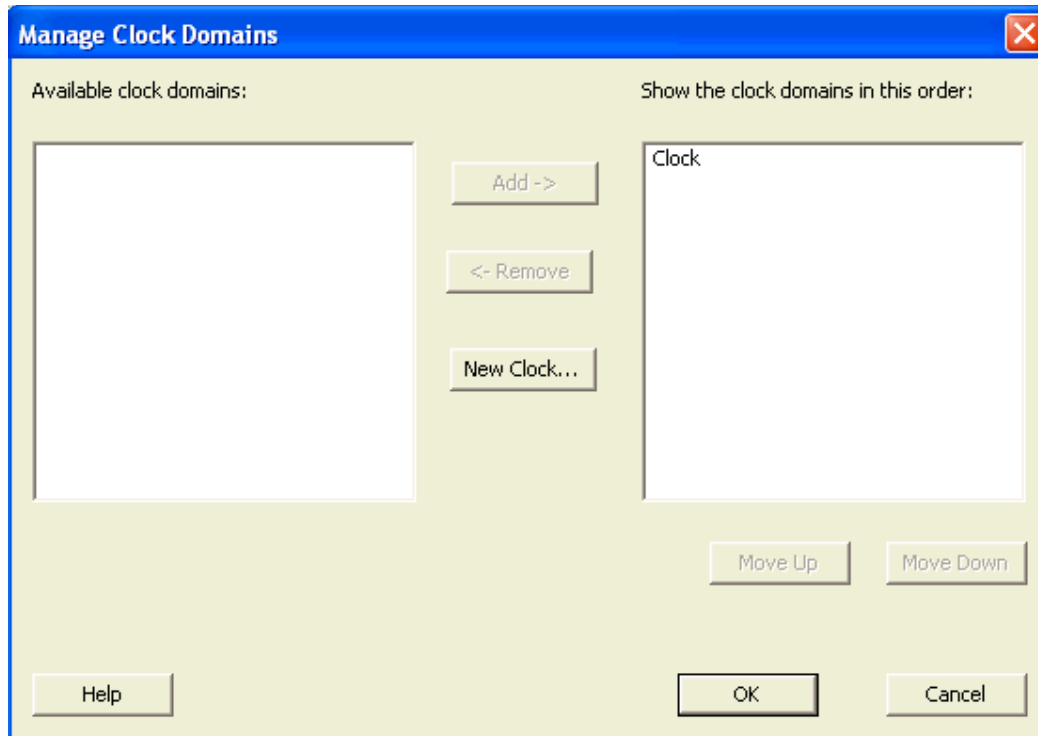 Manage Clock Domains
Available clock domains:
Show the clock domains in this order:
Clock
Add ->
<- Remove
New Clock...
Move Up
Move Down
Help
OK
Cancel